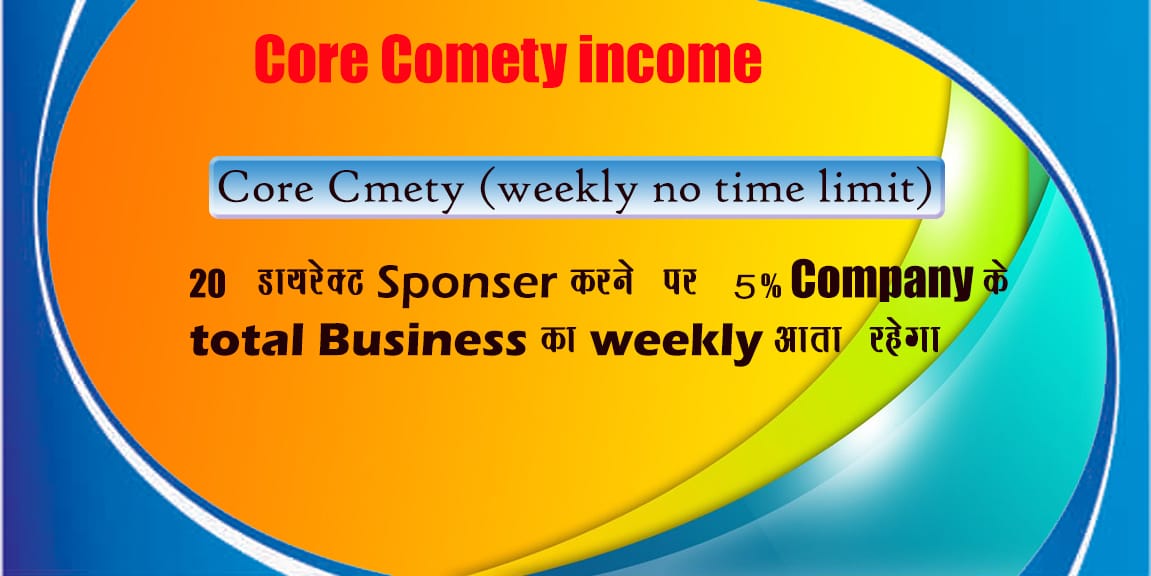 Core Comety income
Core Cmety (weekly no time limit)
20 डायरेक्ट Sponser करने पर 5% Company के
total Business का weekly आता रहेगा